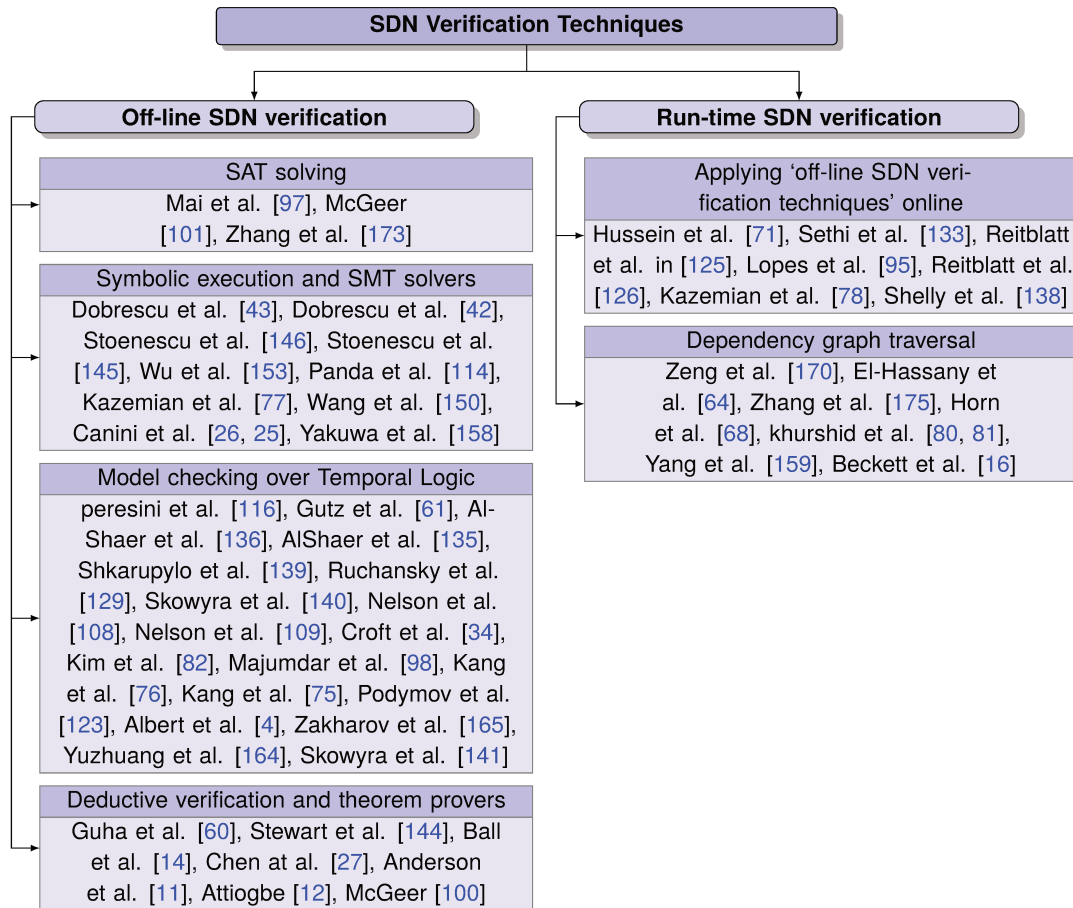 SDN Verification Techniques
Off-line SDN verification
SAT solving
Mai et al. [97], McGeer
[101], Zhang et al. [173]
Symbolic execution and SMT solvers
Dobrescu et al. [43], Dobrescu et al. [42],
Stoenescu et al. [146], Stoenescu et al.
[145], Wu et al. [153], Panda et al. [114],
Kazemian et al. [77], Wang et al. [150],
Canini et al. [26, 25], Yakuwa et al. [158]
Model checking over Temporal Logic
peresini et al. [116], Gutz et al. [61], Al-
Shaer et al. [136], AlShaer et al. [135],
Shkarupylo et al. [139], Ruchansky et al.
[129], Skowyra et al. [140], Nelson et al.
[108], Nelson et al. [109], Croft et al. [34],
Kim et al. [82], Majumdar et al. [98], Kang
et al. [76], Kang et al. [75], Podymov et al.
[123], Albert et al. [4], Zakharov et al. [165],
Yuzhuang et al. [164], Skowyra et al. [141]
Deductive verification and theorem provers
Guha et al. [60], Stewart et al. [144], Ball
et al. [14], Chen at al. [27], Anderson
et al. [11], Attiogbe [12], McGeer [100]
Run-time SDN verification
Applying ‘off-line SDN veri-
fication techniques’ online
Hussein et al. [71], Sethi et al. [133], Reitblatt
et al. in [125], Lopes et al. [95], Reitblatt et al.
[126], Kazemian et al. [78], Shelly et al. [138]
Dependency graph traversal
Zeng et al. [170], El-Hassany et
al. [64], Zhang et al. [175], Horn
et al. [68], khurshid et al. [80, 81],
Yang et al. [159], Beckett et al. [16]